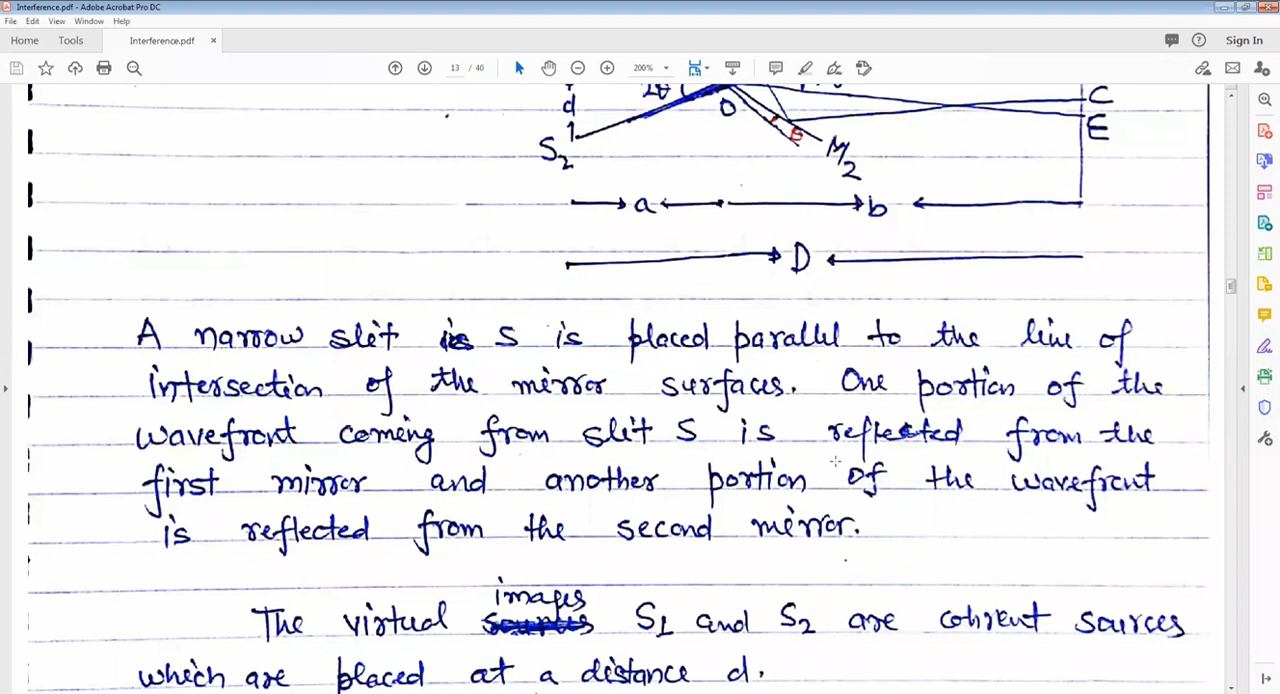 Interference.pdf - Adobe Acrobat Pro DC
File Edit View Window Help
Home Tools Interference.pdf × Sign In
13 / 40 200%
2θ
d O C
S2 θ M2 E
a b
D
A narrow slit S is placed parallel to the line of
intersection of the mirror surfaces. One portion of the
wavefront coming from slit S is reflected from the
first mirror and another portion of the wavefront
is reflected from the second mirror.
images
The virtual S1 and S2 are coherent sources
which are placed at a distance d.